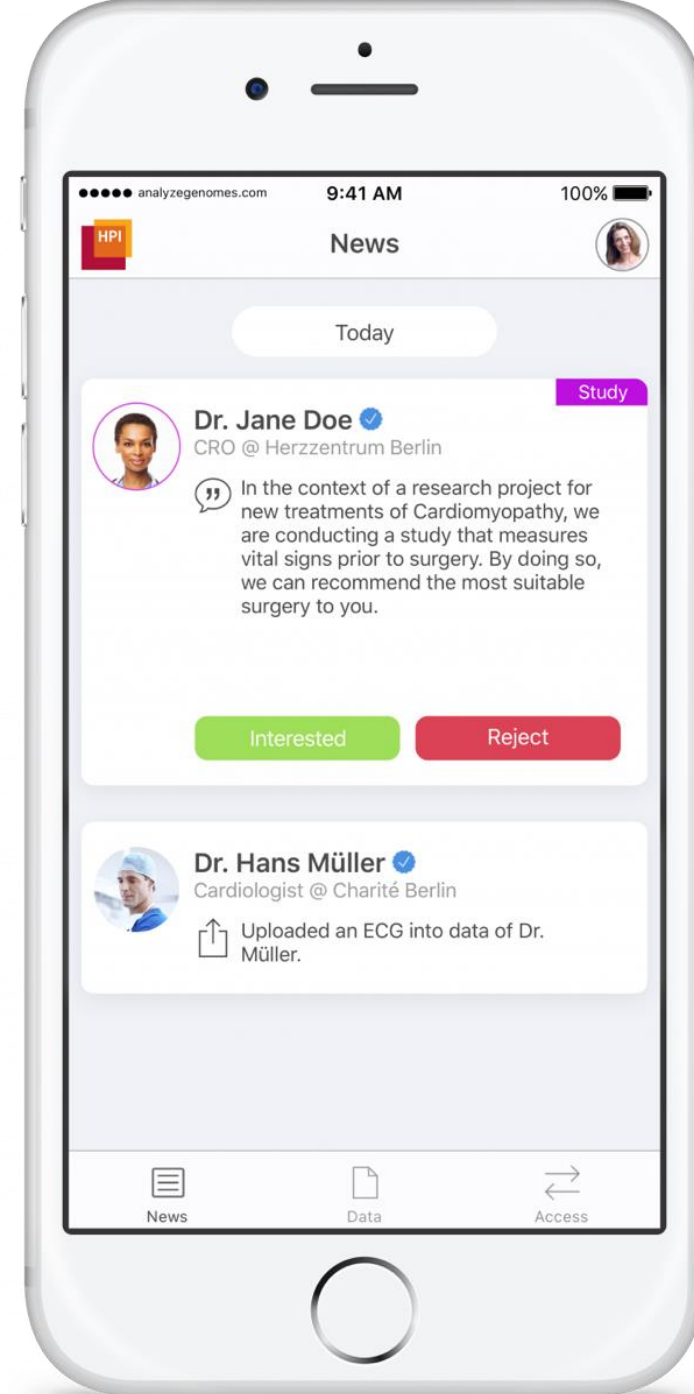 analyzegenomes.com 9:41 AM 100%
HPI News
Today
Study
Dr. Jane Doe
CRO @ Herzzentrum Berlin
In the context of a research project for
new treatments of Cardiomyopathy, we
are conducting a study that measures
vital signs prior to surgery. By doing so,
we can recommend the most suitable
surgery to you.
Interested Reject
Dr. Hans Müller
Cardiologist @ Charité Berlin
Uploaded an ECG into data of Dr.
Müller.
News Data Access